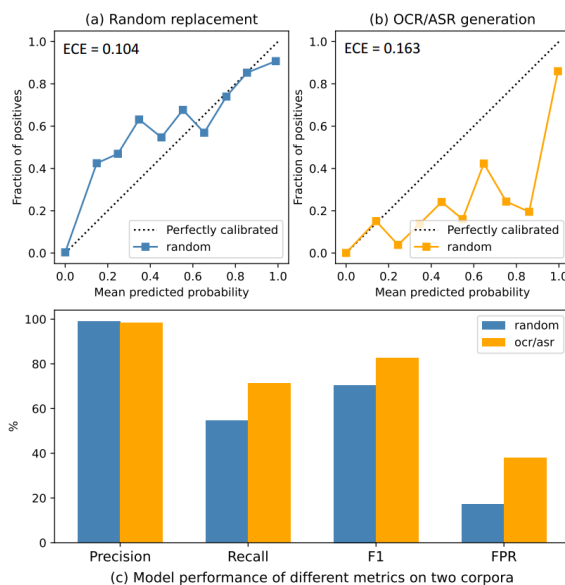 (a) Random replacement
ECE = 0.104
1.0
0.8
0.6
0.4
0.2
0.0
Fraction of positives
Perfectly calibrated
random
0.0 0.2 0.4 0.6 0.8 1.0
Mean predicted probability
(b) OCR/ASR generation
ECE = 0.163
1.0
0.8
0.6
0.4
0.2
0.0
Fraction of positives
Perfectly calibrated
random
0.0 0.2 0.4 0.6 0.8 1.0
Mean predicted probability
100
80
60
40
20
0
%
random
ocr/asr
Precision Recall F1 FPR
(c) Model performance of different metrics on two corpora